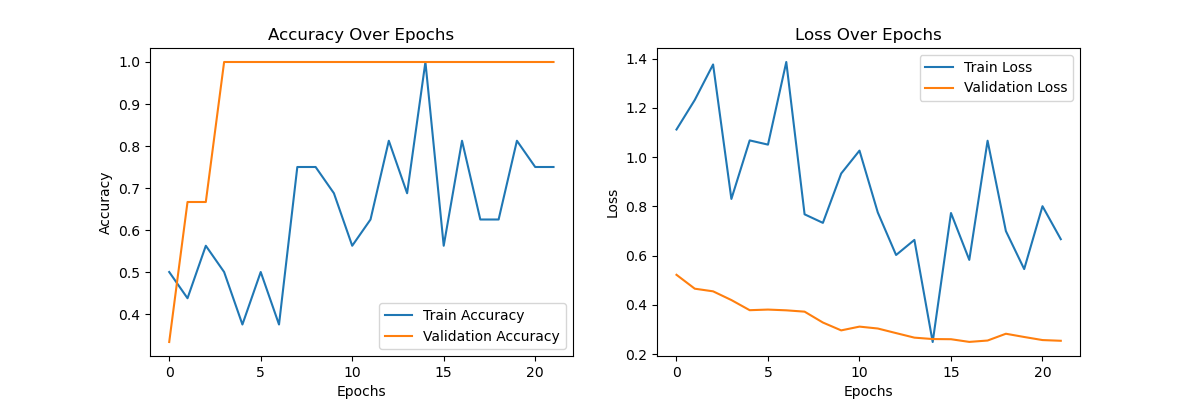 Accuracy Over Epochs
1.0
0.9
0.8
0.7
0.6
0.5
0.4
Accuracy
0 5 10 15 20
Epochs
Train Accuracy
Validation Accuracy
Loss Over Epochs
1.4
1.2
1.0
0.8
0.6
0.4
0.2
Loss
0 5 10 15 20
Epochs
Train Loss
Validation Loss